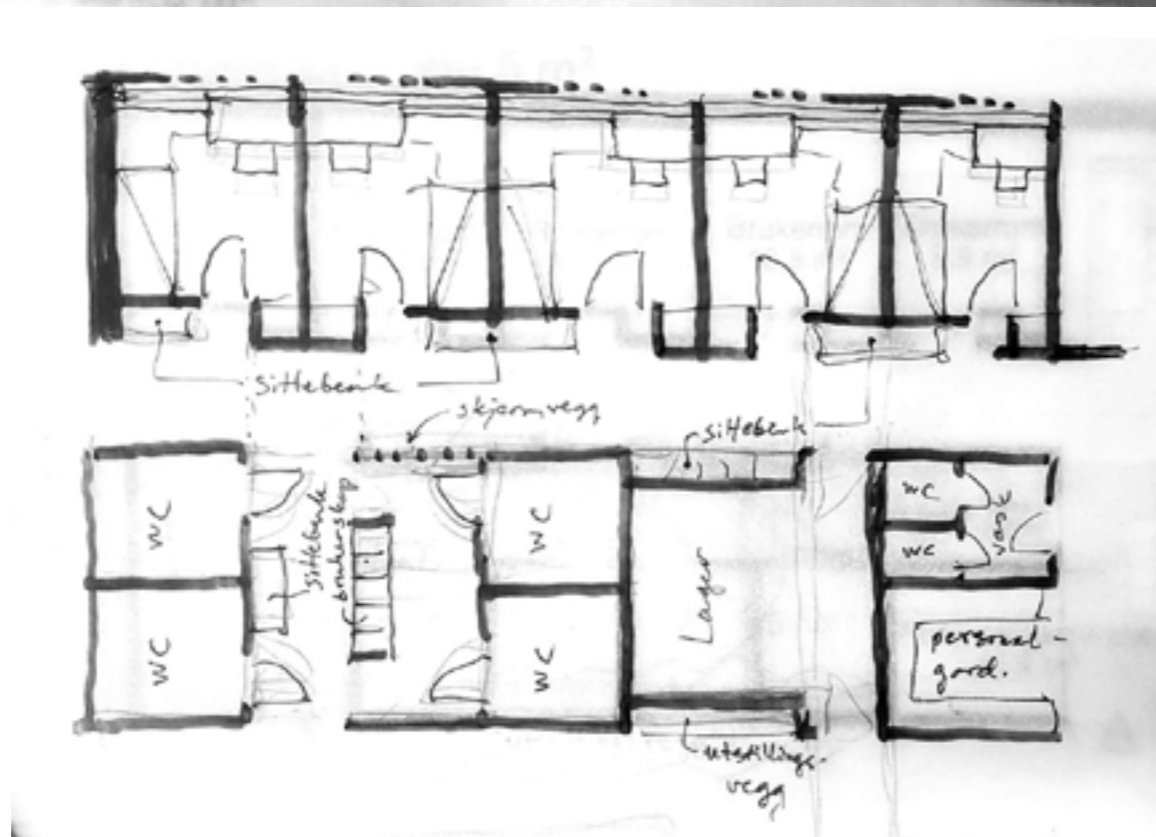 sittebenk
skjermvegg
sittebenk
WC
WC
sittebenk
brukerskap
WC
WC
Lager
WC
WC
vask
personal-
gard.
utstillings-
vegg